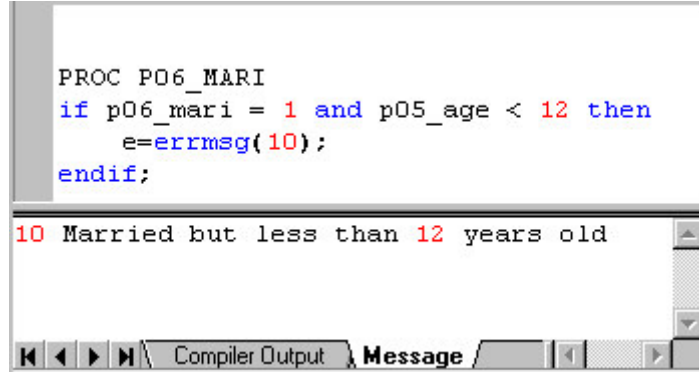 PROC P06_MARI
if p06_mari = 1 and p05_age < 12 then
e=errmsg(10);
endif;
10 Married but less than 12 years old
Compiler Output Message